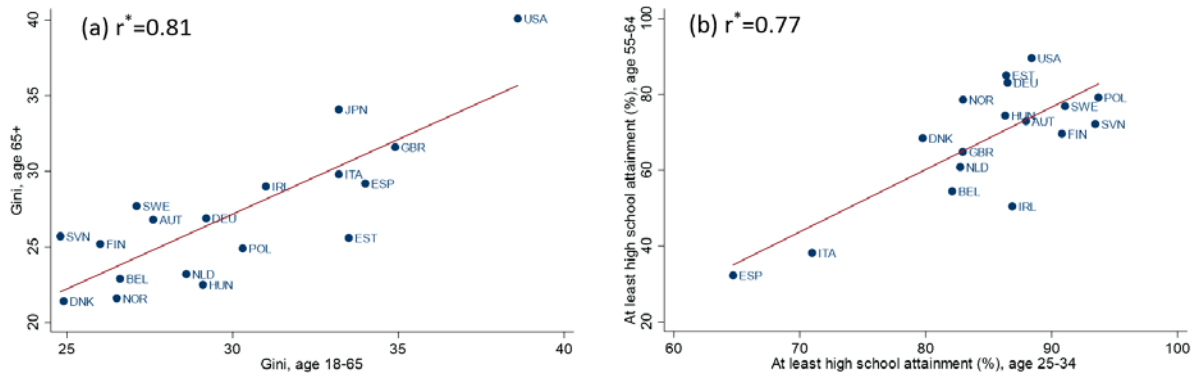 (a) r*=0.81
40
35
30
25
20
Gini, age 65+
USA
JPN
GBR
ITA
ESP
IRL
SWE
AUT
DEU
SVN
FIN
POL
EST
BEL
NLD
HUN
DNK
NOR
25 30 35 40
Gini, age 18-65
(b) r*=0.77
100
80
60
40
20
At least high school attainment (%), age 55-64
USA
EST
DEU
NOR
POL
SWE
HUN
AUT
SVN
FIN
DNK
GBR
NLD
BEL
IRL
ITA
ESP
60 70 80 90 100
At least high school attainment (%), age 25-34